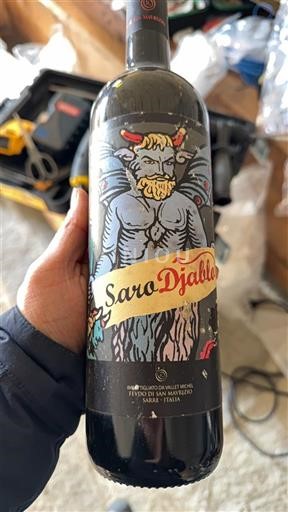 Saro Djablo
IMBOTTIGLIATO DA VALLET MICHEL
FEVDO DI SAN MAVRIZIO
SARRE - ITALIA